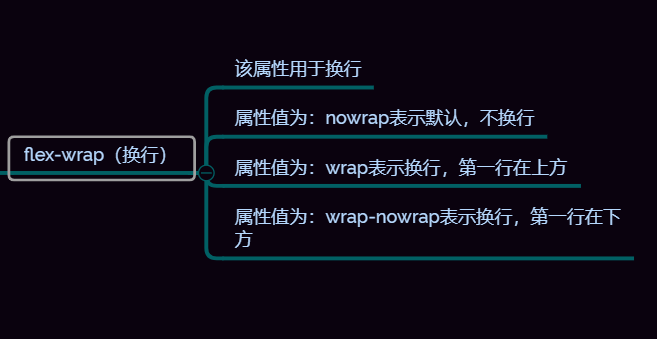 该属性用于换行
属性值为：nowrap表示默认，不换行
flex-wrap（换行）
属性值为：wrap表示换行，第一行在上方
属性值为：wrap-nowrap表示换行，第一行在下
方